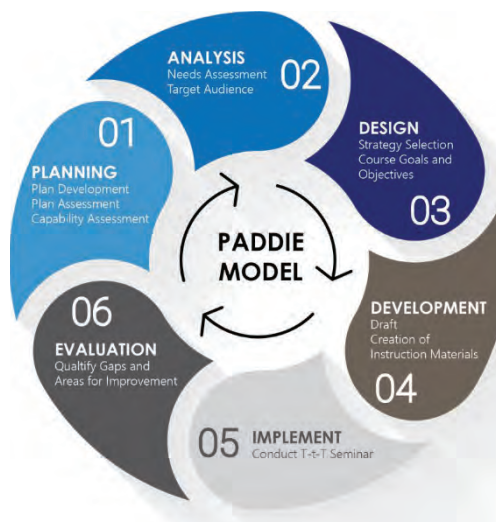 01
PLANNING
Plan Development
Plan Assessment
Capability Assessment
ANALYSIS
Needs Assessment
Target Audience
02
DESIGN
Strategy Selection
Course Goals and
Objectives
03
DEVELOPMENT
Draft
Creation of
Instruction Materials
04
05
IMPLEMENT
Conduct T-t-T Seminar
06
EVALUATION
Qualtify Gaps and
Areas for Improvement
PADDIE
MODEL